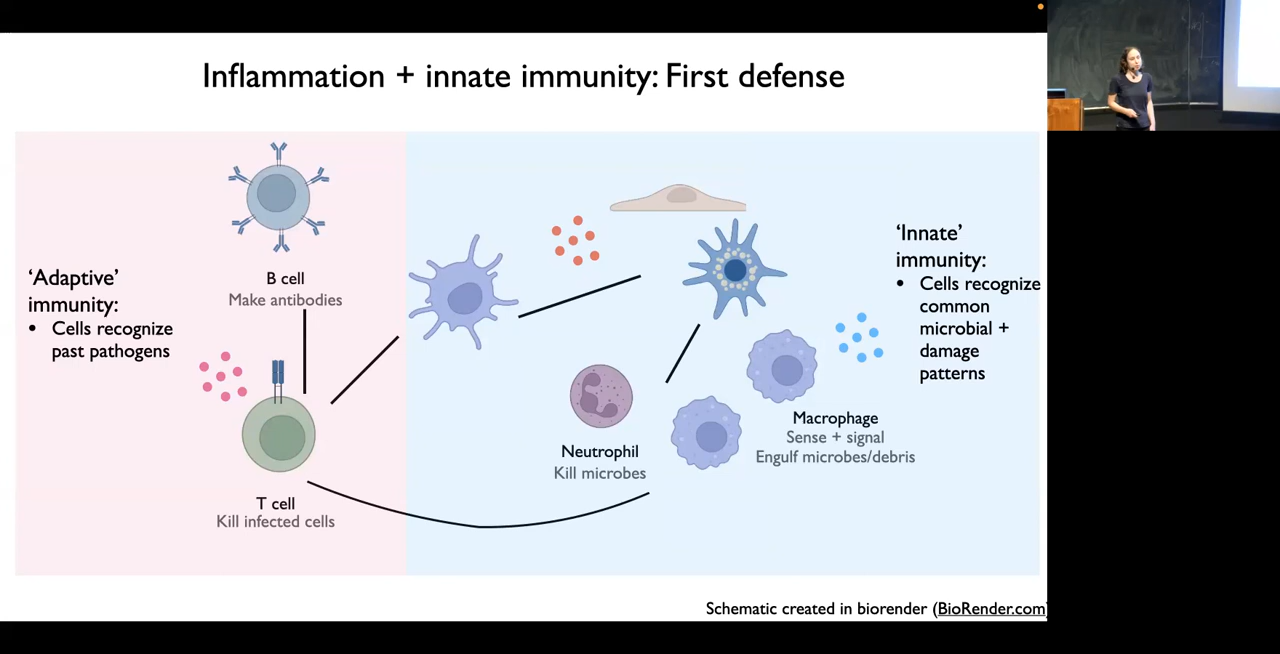 Inflammation + innate immunity: First defense
'Adaptive'
immunity:
• Cells recognize
past pathogens
B cell
Make antibodies
T cell
Kill infected cells
Neutrophil
Kill microbes
Macrophage
Sense + signal
Engulf microbes/debris
'Innate'
immunity:
• Cells recognize
common
microbial +
damage
patterns
Schematic created in biorender (BioRender.com)